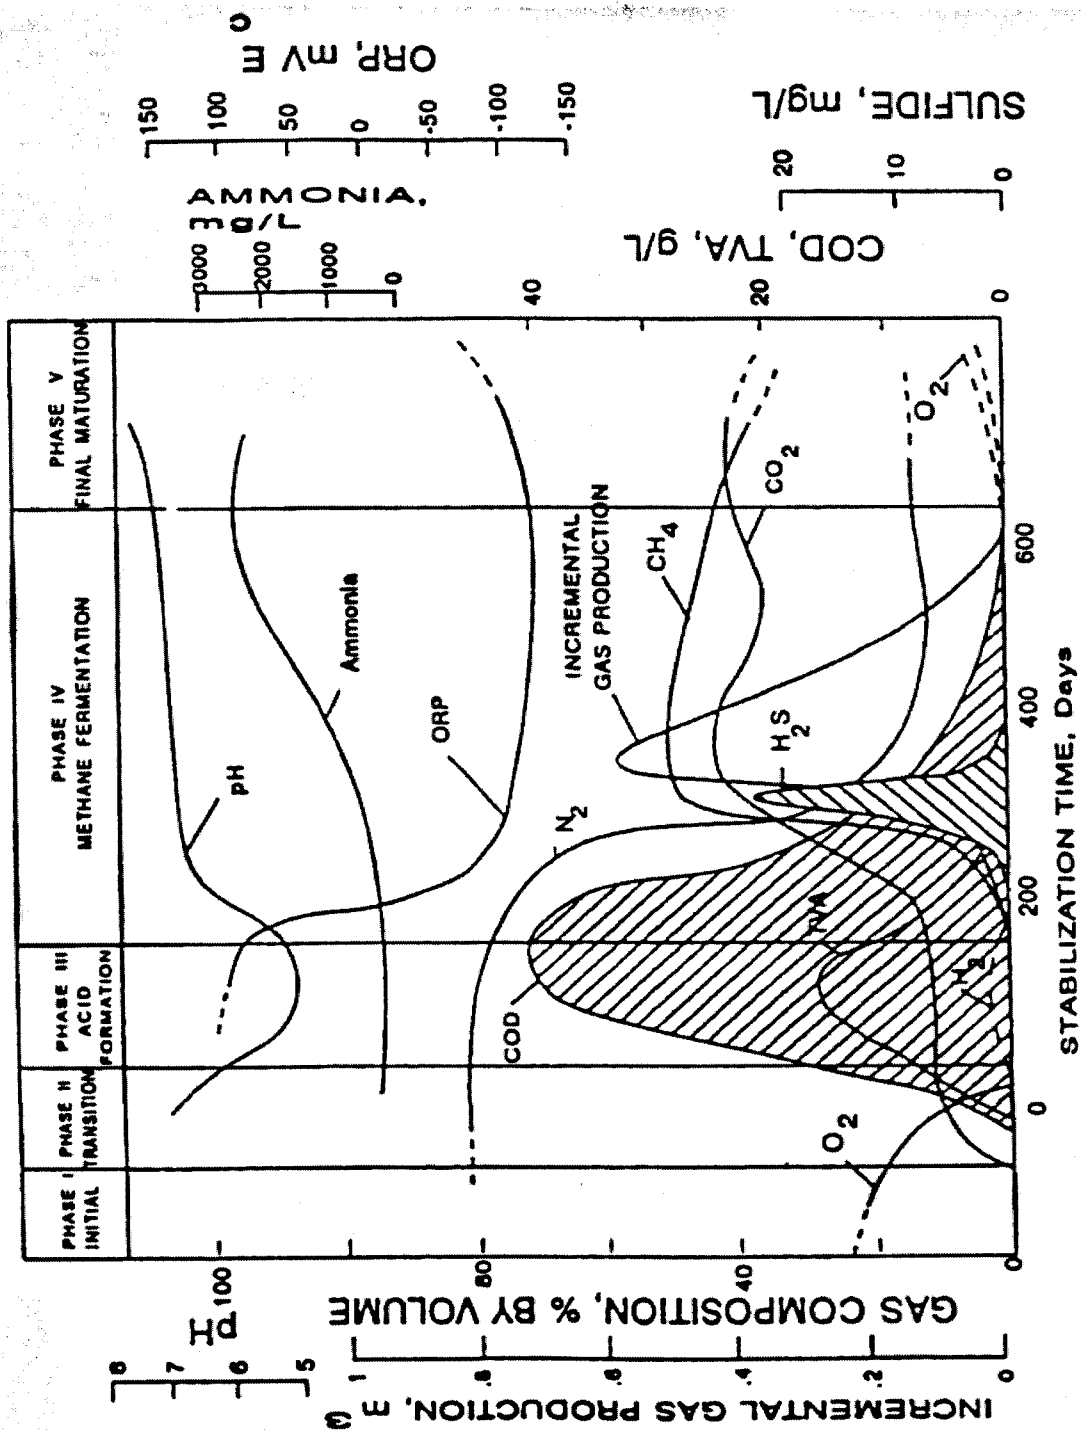 PHASE I
INITIAL
PHASE II
TRANSITION
PHASE III
ACID
FORMATION
PHASE IV
METHANE FERMENTATION
PHASE V
FINAL MATURATION
pH
8
7
6
5
INCREMENTAL GAS PRODUCTION, m (3)
1
.8
.4
.2
0
GAS COMPOSITION, % BY VOLUME
100
80
40
0
pH
Ammonia
ORP
COD
N2
INCREMENTAL
GAS PRODUCTION
CH4
CO2
H2S
TVA
H2
O2
O2
AMMONIA,
mg/L
3000
2000
1000
0
ORP, mV E0
150
100
50
0
-50
-100
-150
COD, TVA, g/L
40
20
0
SULFIDE, mg/L
20
10
0
0
200
400
600
STABILIZATION TIME, Days